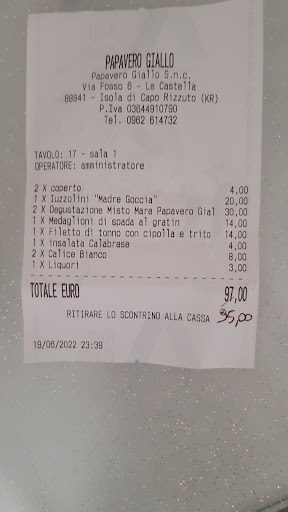 PAPAVERO GIALLO
Papavero Giallo S.n.c.
Via Fosso 6 - Le Castella
88841 - Isola di Capo Rizzuto (KR)
P.Iva 03644910790
Tel. 0962 614732
TAVOLO: 17 - sala 1
OPERATORE: amministratore
2 X coperto 4,00
1 X Iuzzolini "Madre Goccia" 20,00
2 X Degustazione Misto Mare Papavero Gial 30,00
1 X Medaglioni di spada al gratin 14,00
1 X Filetto di tonno con cipolla e trito 14,00
1 X insalata Calabrese 4,00
2 X Calice Bianco 8,00
1 X Liquori 3,00
TOTALE EURO 97,00
RITIRARE LO SCONTRINO ALLA CASSA 95,00
19/06/2022 23:39